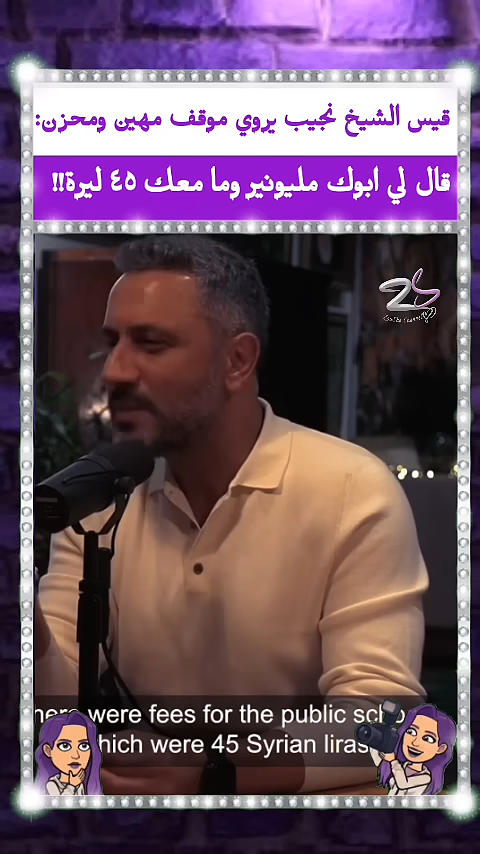 قيس الشيخ نجيب يروي موقف مهين ومحزن:
قال لي ابوك مليونير وما معك ٤٥ ليرة!!
were fees for the public
which were 45 Syrian liras